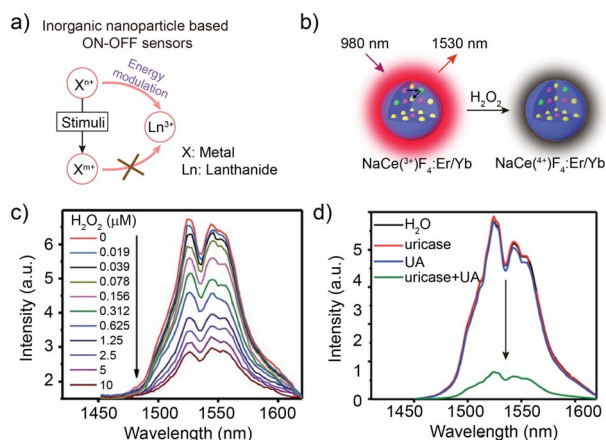 a)
Inorganic nanoparticle based
ON-OFF sensors
Energy
modulation
Xn+
Stimuli
Ln3+
Xm+
X: Metal
Ln: Lanthanide
b)
980 nm
1530 nm
H2O2
NaCe(3+)F4:Er/Yb
NaCe(4+)F4:Er/Yb
c)
H2O2 (μM)
0
0.019
0.039
0.078
0.156
0.312
0.625
1.25
2.5
5
10
Intensity (a.u.)
6
5
4
3
2
1450
1500
1550
1600
Wavelength (nm)
d)
H2O
uricase
UA
uricase+UA
Intensity (a.u.)
5
4
3
2
1
0
1450
1500
1550
1600
Wavelength (nm)